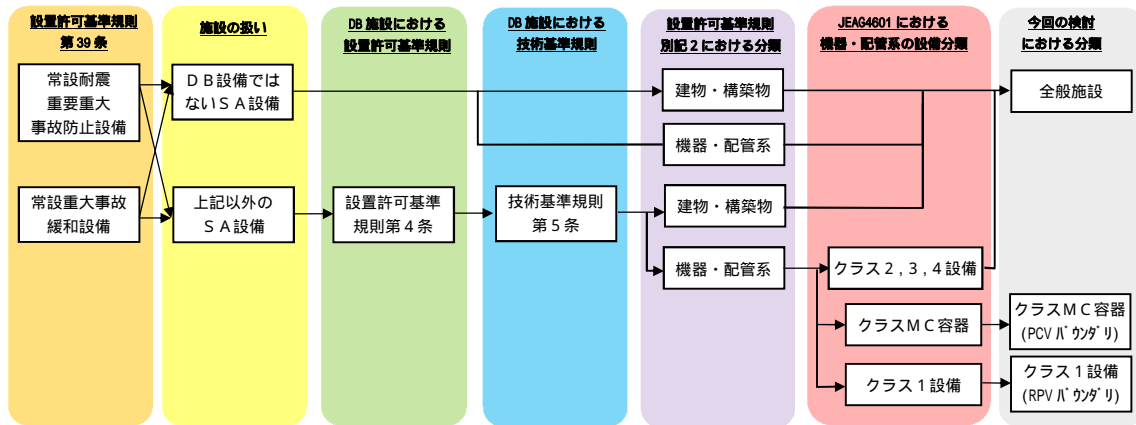 設置許可基準規則
第39条
常設耐震
重要重大
事故防止設備
常設重大事故
緩和設備
施設の扱い
DB設備では
ないSA設備
上記以外の
SA設備
DB施設における
設置許可基準規則
設置許可基準
規則第4条
DB施設における
技術基準規則
技術基準規則
第5条
設置許可基準規則
別記2における分類
建物・構築物
機器・配管系
建物・構築物
機器・配管系
JEAG4601における
機器・配管系の設備分類
クラス2,3,4設備
クラスMC容器
クラス1設備
今回の検討
における分類
全般施設
クラスMC容器
(PCVバウンダリ)
クラス1設備
(RPVバウンダリ)